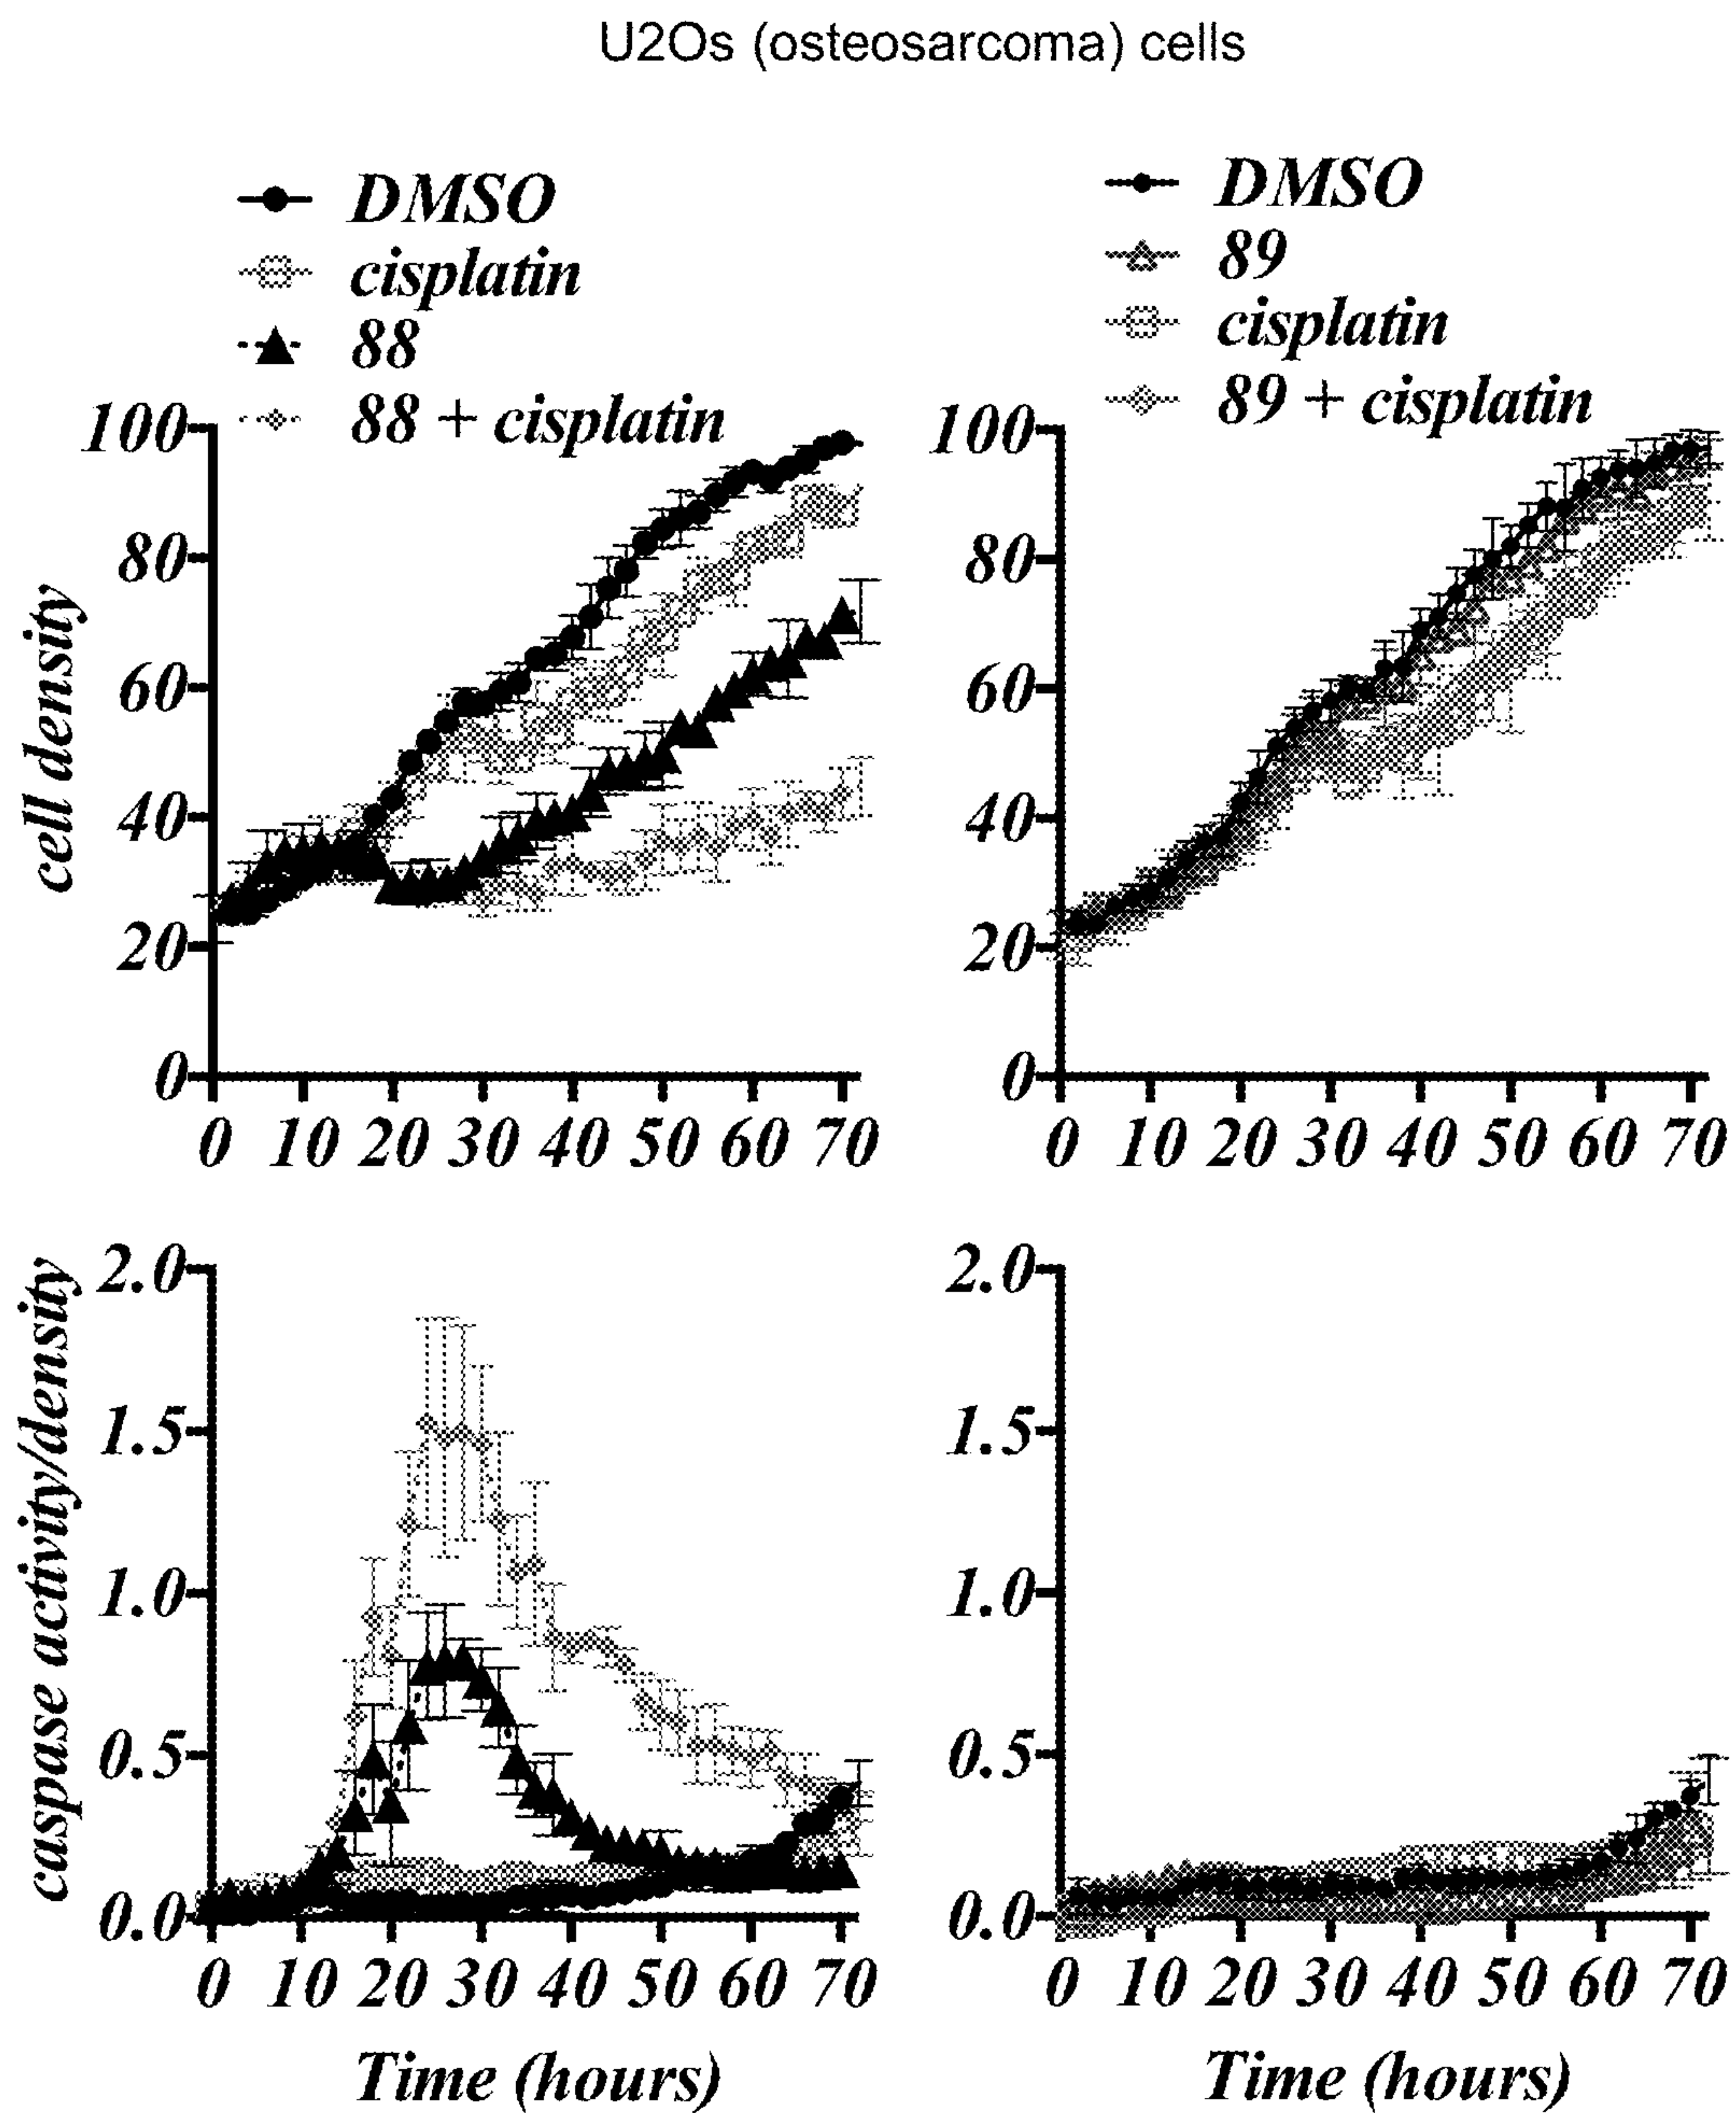 U2Os (osteosarcoma) cells
DMSO
cisplatin
88
88 + cisplatin
DMSO
89
cisplatin
89 + cisplatin
cell density
100
80
60
40
20
0
0 10 20 30 40 50 60 70
100
80
60
40
20
0
0 10 20 30 40 50 60 70
caspase activity/density
2.0
1.5
1.0
0.5
0.0
0 10 20 30 40 50 60 70
Time (hours)
2.0
1.5
1.0
0.5
0.0
0 10 20 30 40 50 60 70
Time (hours)